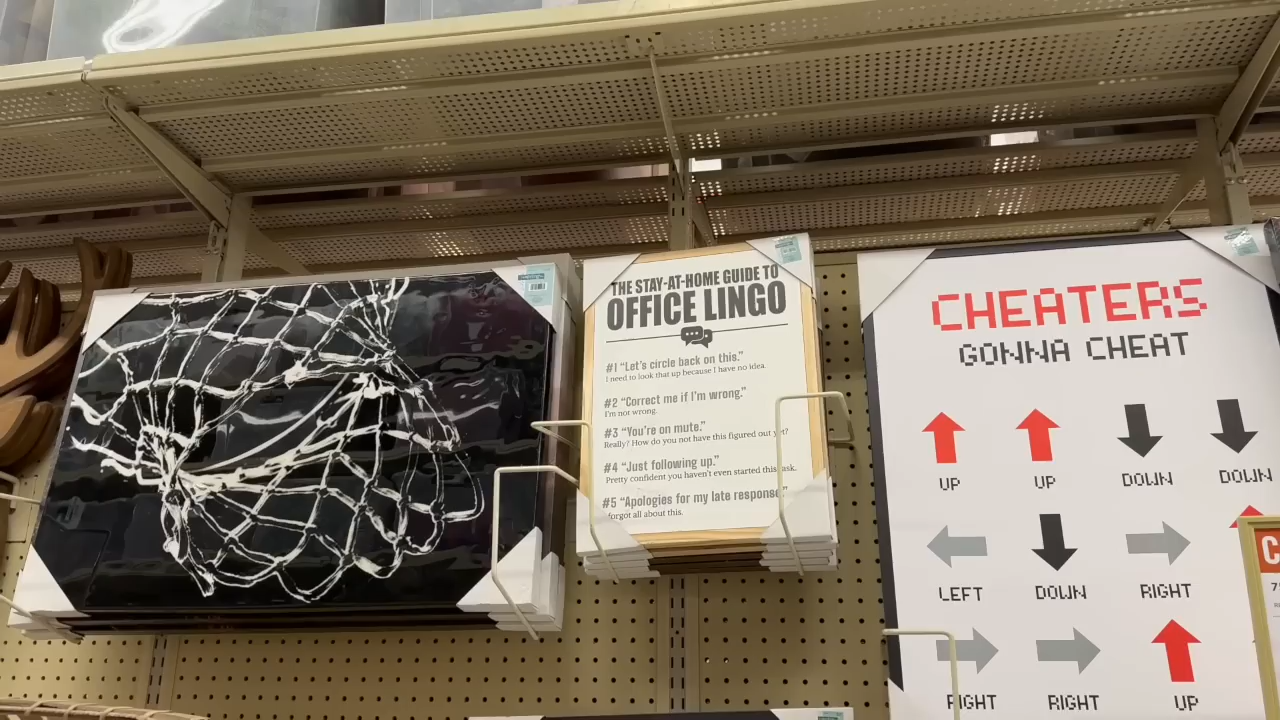 THE STAY-AT-HOME GUIDE TO
OFFICE LINGO
#1 “Let’s circle back on this.”
I need to look that up because I have no idea.
#2 “Correct me if I’m wrong.”
I’m not wrong.
#3 “You’re on mute.”
Really? How do you not have this figured out yet?
#4 “Just following up.”
Pretty confident you haven’t even started this task.
#5 “Apologies for my late response.”
forgot all about this.
CHEATERS
GONNA CHEAT
UP UP DOWN DOWN
LEFT DOWN RIGHT
RIGHT RIGHT UP
C